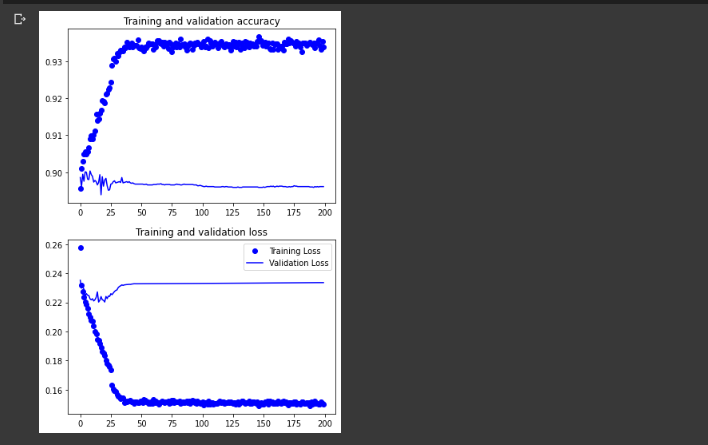 Training and validation accuracy
0.93
0.92
0.91
0.90
0 25 50 75 100 125 150 175 200
Training and validation loss
0.26
0.24
0.22
0.20
0.18
0.16
Training Loss
Validation Loss
0 25 50 75 100 125 150 175 200